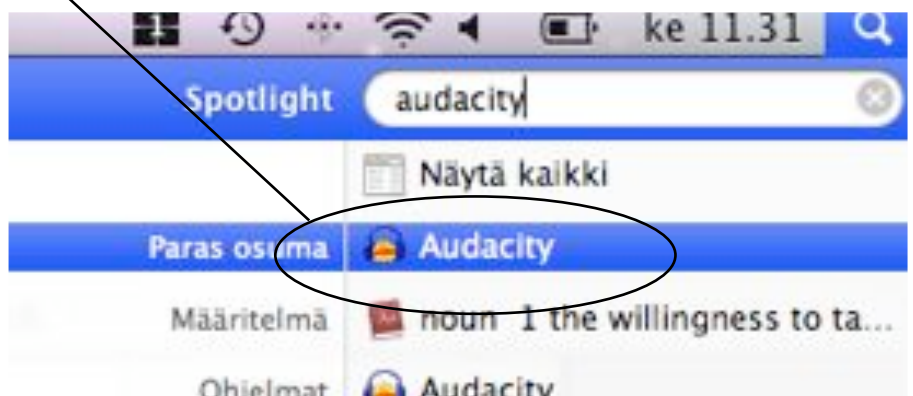 ke 11.31
Spotlight audacity
Näytä kaikki
Paras osuma Audacity
Määritelmä noun 1 the willingness to ta...
Ohjelmat Audacity